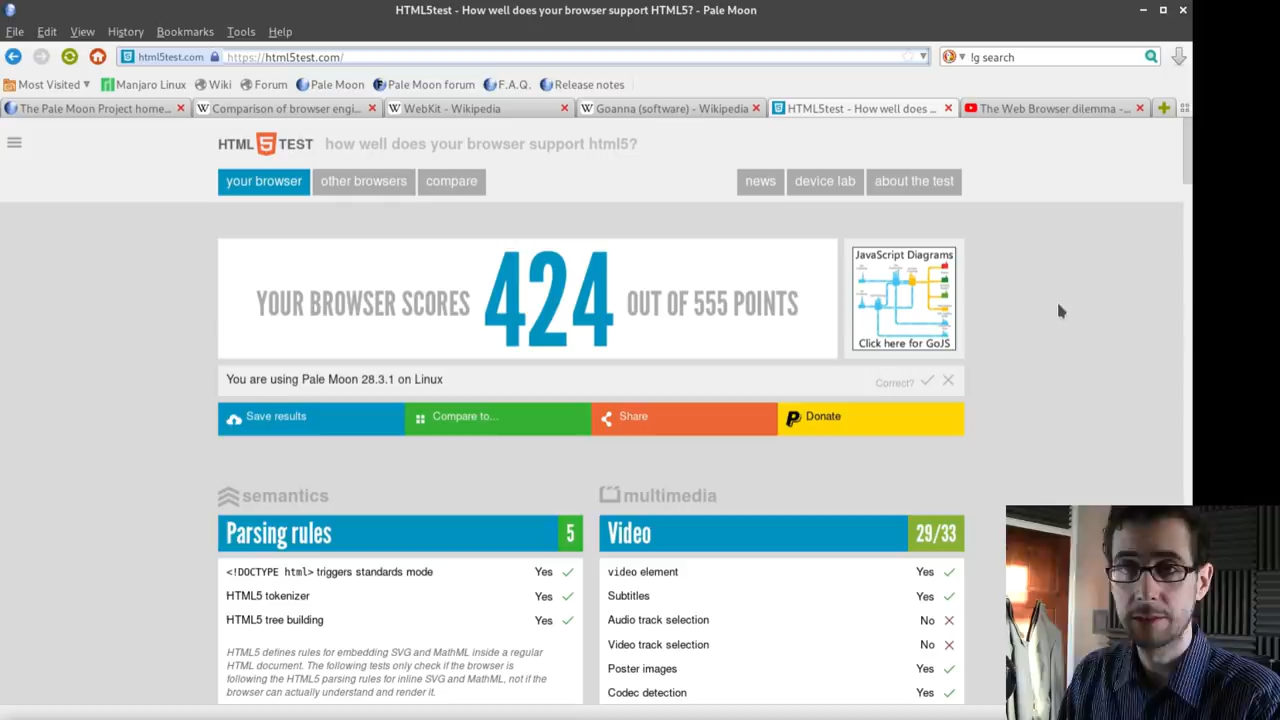 HTML5test - How well does your browser support HTML5? - Pale Moon
File Edit View History Bookmarks Tools Help
html5test.com https://html5test.com/ !g search
Most Visited Manjaro Linux Wiki Forum Pale Moon Pale Moon forum F.A.Q. Release notes
The Pale Moon Project home... Comparison of browser engi... WebKit - Wikipedia Goanna (software) - Wikipedia HTML5test - How well does ... The Web Browser dilemma -...
HTML 5 TEST how well does your browser support html5?
your browser other browsers compare news device lab about the test
YOUR BROWSER SCORES 424 OUT OF 555 POINTS
JavaScript Diagrams
Click here for GoJS
You are using Pale Moon 28.3.1 on Linux Correct?
Save results Compare to... Share Donate
semantics
Parsing rules 5
<!DOCTYPE html> triggers standards mode Yes
HTML5 tokenizer Yes
HTML5 tree building Yes
HTML5 defines rules for embedding SVG and MathML inside a regular
HTML document. The following tests only check if the browser is
following the HTML5 parsing rules for inline SVG and MathML, not if the
browser can actually understand and render it.
multimedia
Video 29/33
video element Yes
Subtitles Yes
Audio track selection No
Video track selection No
Poster images Yes
Codec detection Yes